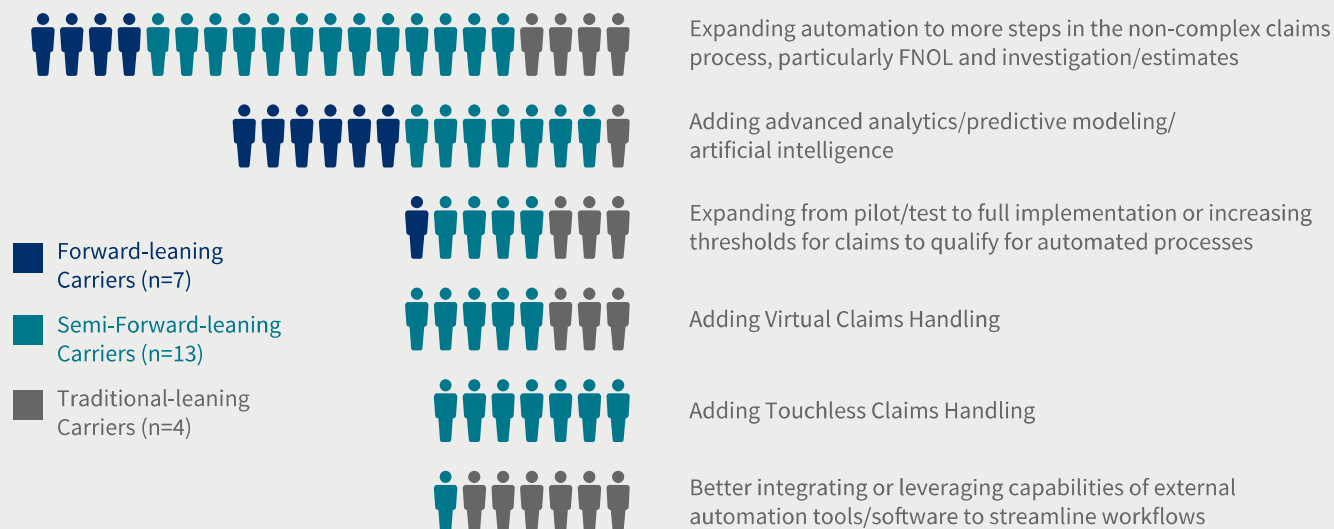 Expanding automation to more steps in the non-complex claims
process, particularly FNOL and investigation/estimates
Adding advanced analytics/predictive modeling/
artificial intelligence
Expanding from pilot/test to full implementation or increasing
thresholds for claims to qualify for automated processes
Forward-leaning
Carriers (n=7)
Semi-Forward-leaning
Carriers (n=13)
Traditional-leaning
Carriers (n=4)
Adding Virtual Claims Handling
Adding Touchless Claims Handling
Better integrating or leveraging capabilities of external
automation tools/software to streamline workflows